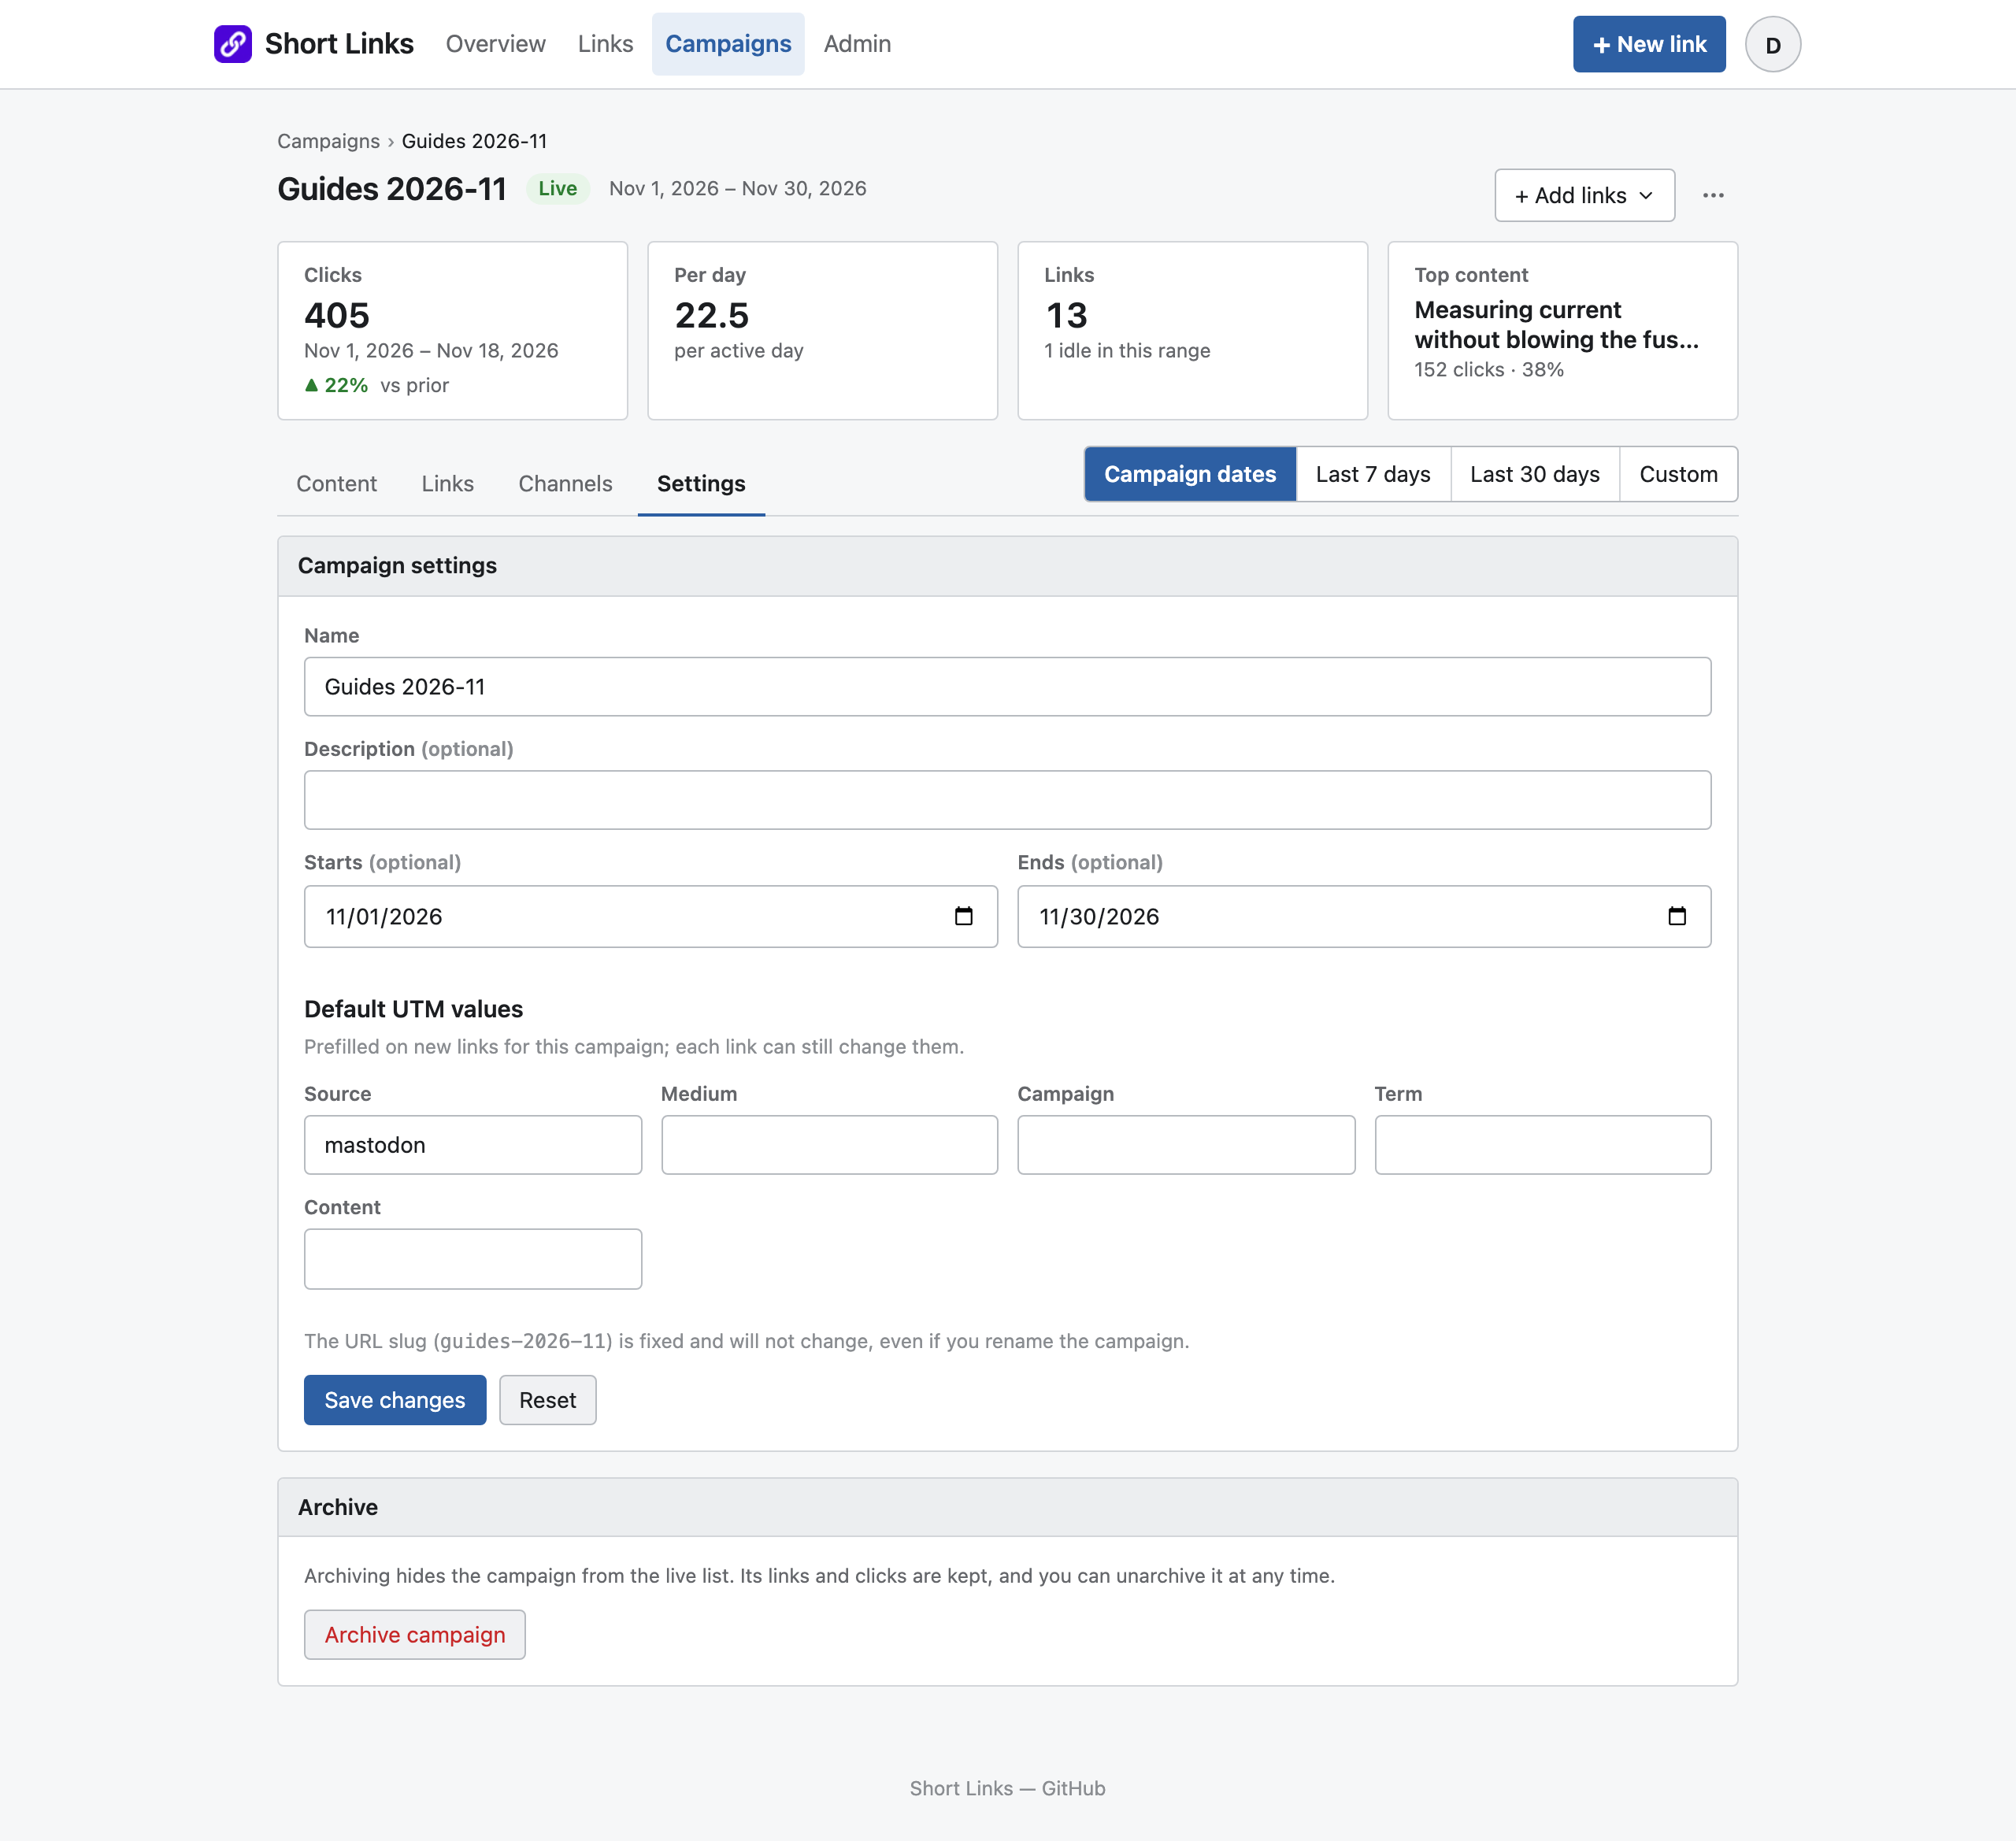 Short Links Overview Links Campaigns Admin + New link D
Campaigns › Guides 2026-11
Guides 2026-11 Live Nov 1, 2026 – Nov 30, 2026 + Add links ···
Clicks
405
Nov 1, 2026 – Nov 18, 2026
▲ 22% vs prior
Per day
22.5
per active day
Links
13
1 idle in this range
Top content
Measuring current
without blowing the fus...
152 clicks · 38%
Content Links Channels Settings Campaign dates Last 7 days Last 30 days Custom
Campaign settings
Name
Guides 2026-11
Description (optional)
Starts (optional) Ends (optional)
11/01/2026 11/30/2026
Default UTM values
Prefilled on new links for this campaign; each link can still change them.
Source Medium Campaign Term
mastodon
Content
The URL slug (guides-2026-11) is fixed and will not change, even if you rename the campaign.
Save changes Reset
Archive
Archiving hides the campaign from the live list. Its links and clicks are kept, and you can unarchive it at any time.
Archive campaign
Short Links — GitHub